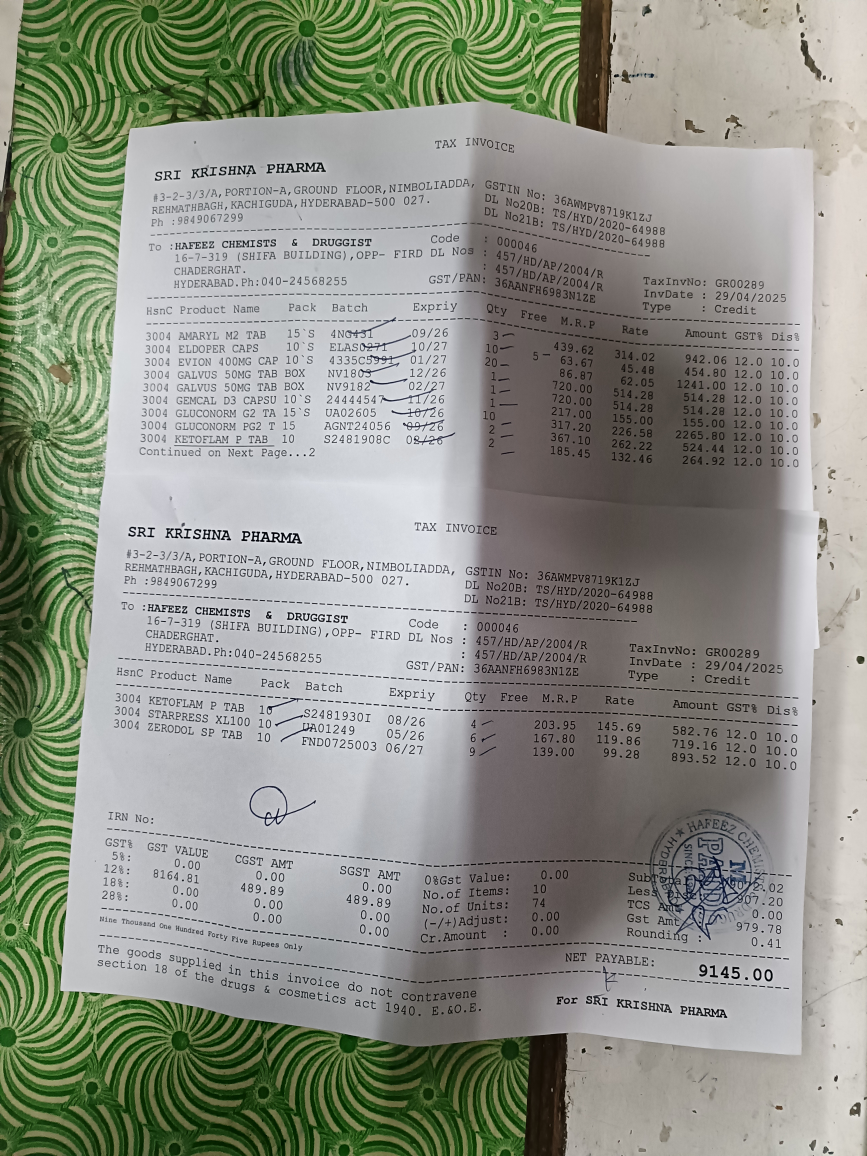 TAX INVOICE
SRI KRISHNA PHARMA
#3-2-3/3/A,PORTION-A,GROUND FLOOR,NIMBOLIADDA, GSTIN No: 36AWMPV8719K1ZJ
REHMATHBAGH,KACHIGUDA,HYDERABAD-500 027. DL No20B: TS/HYD/2020-64988
Ph :9849067299 DL No21B: TS/HYD/2020-64988
To :HAFEEZ CHEMISTS & DRUGGIST Code : 000046
16-7-319 (SHIFA BUILDING),OPP- FIRD DL Nos : 457/HD/AP/2004/R TaxInvNo: GR00289
CHADERGHAT. : 457/HD/AP/2004/R InvDate : 29/04/2025
HYDERABAD.Ph:040-24568255 GST/PAN: 36AANFH6983N1ZE Type : Credit
HsnC Product Name Pack Batch Expriy Qty Free M.R.P Rate Amount GST% Dis%
3004 AMARYL M2 TAB 15`S 4NG431 09/26 3 439.62 314.02 942.06 12.0 10.0
3004 ELDOPER CAPS 10`S ELAS0271 10/27 10 5 63.67 45.48 454.80 12.0 10.0
3004 EVION 400MG CAP 10`S 4335C5991 01/27 20 86.87 62.05 1241.00 12.0 10.0
3004 GALVUS 50MG TAB BOX NV1803 12/26 1 720.00 514.28 514.28 12.0 10.0
3004 GALVUS 50MG TAB BOX NV9182 02/27 1 720.00 514.28 514.28 12.0 10.0
3004 GEMCAL D3 CAPSU 10`S 24444547 11/26 1 217.00 155.00 155.00 12.0 10.0
3004 GLUCONORM G2 TA 15`S UA02605 10/26 10 317.20 226.58 2265.80 12.0 10.0
3004 GLUCONORM PG2 T 15 AGNT24056 09/26 2 367.10 262.22 524.44 12.0 10.0
3004 KETOFLAM P TAB 10 S2481908C 08/26 2 185.45 132.46 264.92 12.0 10.0
Continued on Next Page...2
TAX INVOICE
SRI KRISHNA PHARMA
#3-2-3/3/A,PORTION-A,GROUND FLOOR,NIMBOLIADDA, GSTIN No: 36AWMPV8719K1ZJ
REHMATHBAGH,KACHIGUDA,HYDERABAD-500 027. DL No20B: TS/HYD/2020-64988
Ph :9849067299 DL No21B: TS/HYD/2020-64988
To :HAFEEZ CHEMISTS & DRUGGIST Code : 000046
16-7-319 (SHIFA BUILDING),OPP- FIRD DL Nos : 457/HD/AP/2004/R TaxInvNo: GR00289
CHADERGHAT. : 457/HD/AP/2004/R InvDate : 29/04/2025
HYDERABAD.Ph:040-24568255 GST/PAN: 36AANFH6983N1ZE Type : Credit
HsnC Product Name Pack Batch Expriy Qty Free M.R.P Rate Amount GST% Dis%
3004 KETOFLAM P TAB 10 S2481930I 08/26 4 203.95 145.69 582.76 12.0 10.0
3004 STARPRESS XL100 10 UA01249 05/26 6 167.80 119.86 719.16 12.0 10.0
3004 ZERODOL SP TAB 10 FND0725003 06/27 9 139.00 99.28 893.52 12.0 10.0
IRN No:
GST% GST VALUE CGST AMT SGST AMT 0%Gst Value: 0.00
5%: 0.00 0.00 0.00 No.of Items: 10 Less
12%: 8164.81 489.89 489.89 No.of Units: 74 TCS Amt 0.00
18%: 0.00 0.00 0.00 (-/+)Adjust: 0.00 Gst Amt 979.78
28%: 0.00 0.00 0.00 Cr.Amount : 0.00 Rounding : 0.41
HAFEEZ
Nine Thousand One Hundred Forty Five Rupees Only
NET PAYABLE: 9145.00
The goods supplied in this invoice do not contravene
section 18 of the drugs & cosmetics act 1940. E.&O.E.
For SRI KRISHNA PHARMA